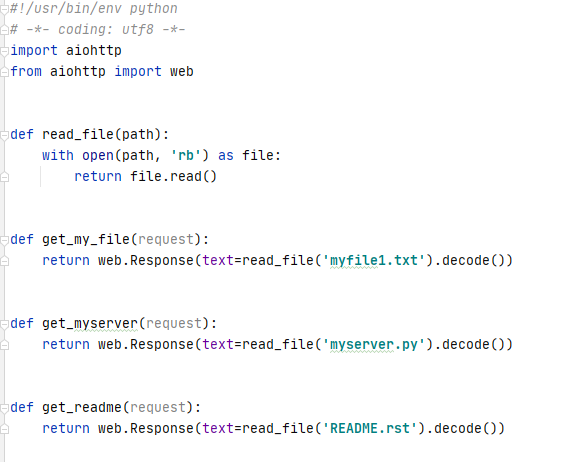 #!/usr/bin/env python
# -*- coding: utf8 -*-
import aiohttp
from aiohttp import web
def read_file(path):
    with open(path, 'rb') as file:
        return file.read()
def get_my_file(request):
    return web.Response(text=read_file('myfile1.txt').decode())
def get_myserver(request):
    return web.Response(text=read_file('myserver.py').decode())
def get_readme(request):
    return web.Response(text=read_file('README.rst').decode())